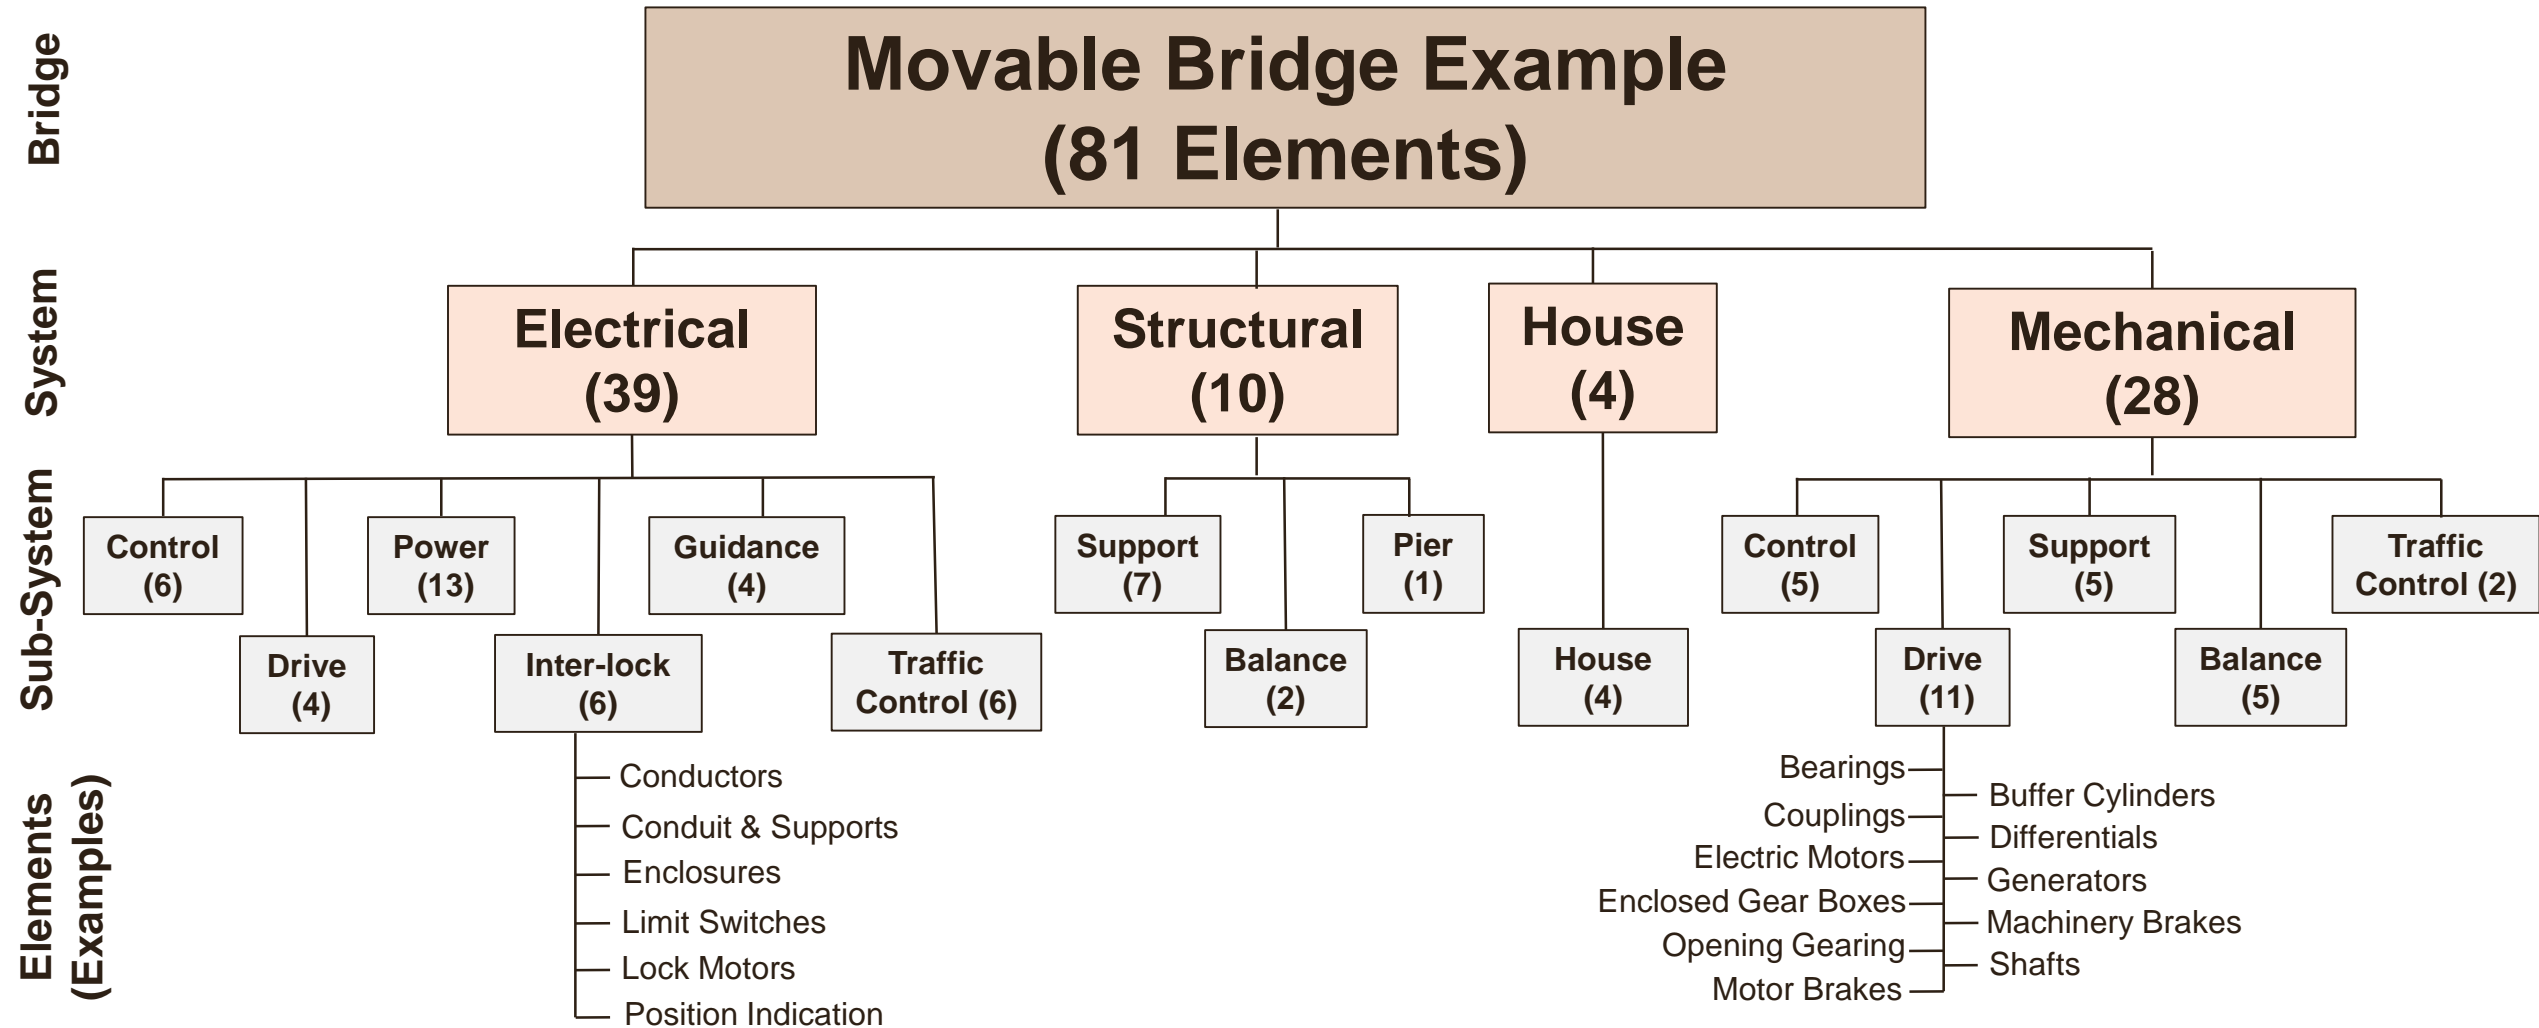 Movable Bridge Example
(81 Elements)
Bridge
System
Electrical
(39)
Structural
(10)
House
(4)
Mechanical
(28)
Sub-System
Control
(6)
Power
(13)
Guidance
(4)
Drive
(4)
Inter-lock
(6)
Traffic
Control (6)
Support
(7)
Pier
(1)
Balance
(2)
House
(4)
Control
(5)
Support
(5)
Traffic
Control (2)
Drive
(11)
Balance
(5)
Elements
(Examples)
Conductors
Conduit & Supports
Enclosures
Limit Switches
Lock Motors
Position Indication
Bearings
Couplings
Electric Motors
Enclosed Gear Boxes
Opening Gearing
Motor Brakes
Buffer Cylinders
Differentials
Generators
Machinery Brakes
Shafts